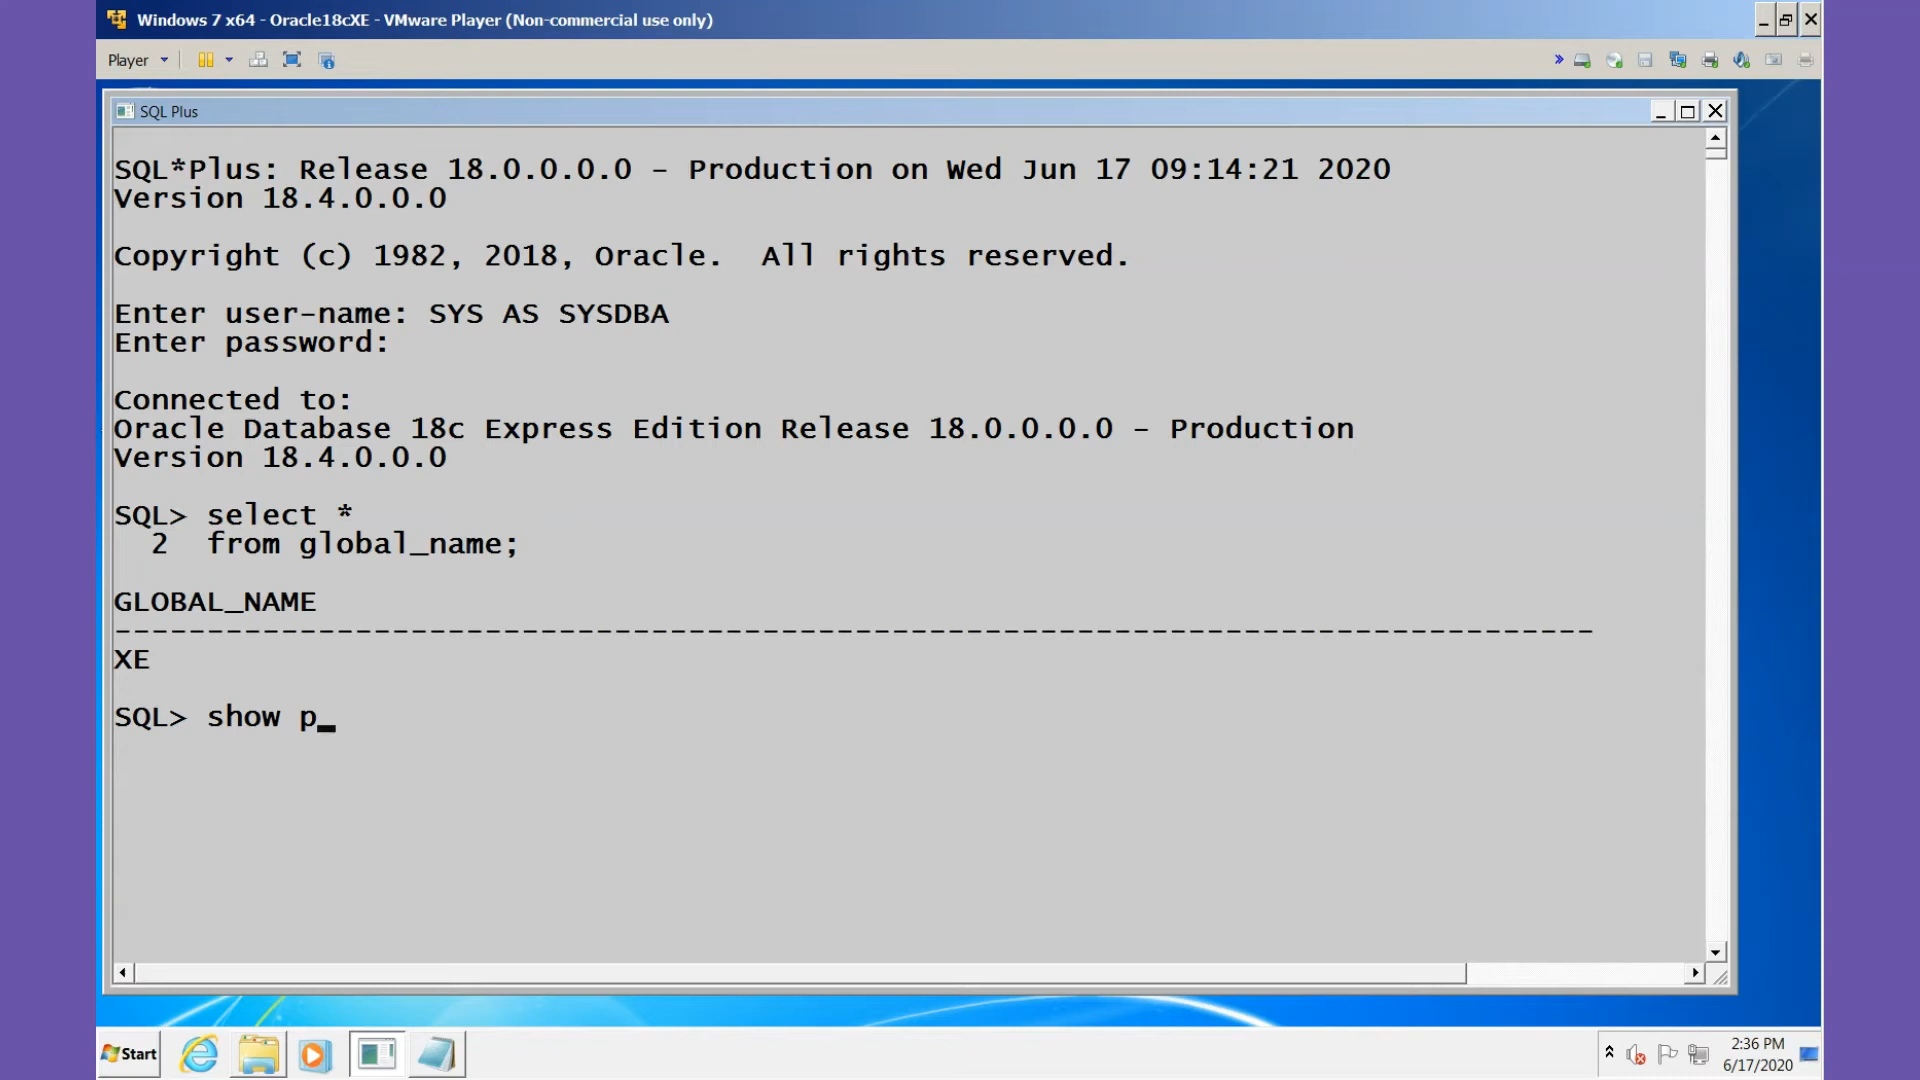 Windows 7 x64 - Oracle18cXE - VMware Player (Non-commercial use only)
Player
SQL Plus
SQL*Plus: Release 18.0.0.0.0 - Production on Wed Jun 17 09:14:21 2020
Version 18.4.0.0.0
Copyright (c) 1982, 2018, Oracle.  All rights reserved.
Enter user-name: SYS AS SYSDBA
Enter password:
Connected to:
Oracle Database 18c Express Edition Release 18.0.0.0.0 - Production
Version 18.4.0.0.0
SQL> select *
  2  from global_name;
GLOBAL_NAME
--------------------------------------------------------------------------------
XE
SQL> show p_
Start
2:36 PM
6/17/2020